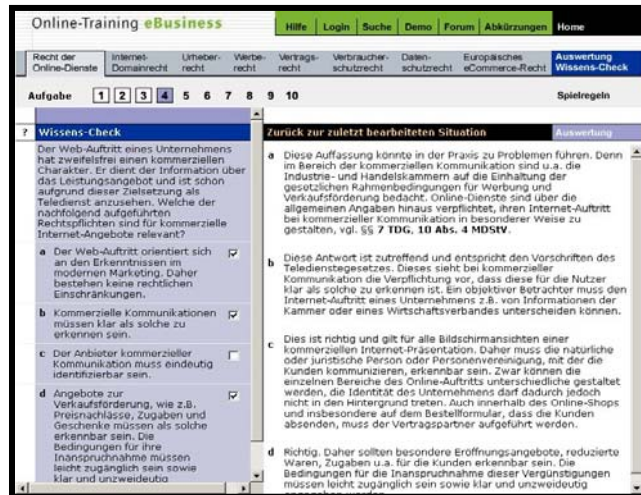 Online-Training eBusiness
Hilfe Login Suche Demo Forum Abkürzungen Home
Recht der Online-Dienste
Internet-Domainrecht
Urheber-recht
Werbe-recht
Vertrags-recht
Verbraucher-schutzrecht
Daten-schutzrecht
Europäisches eCommerce-Recht
Auswertung Wissens-Check
Aufgabe 1 2 3 4 5 6 7 8 9 10 Spielregeln
? Wissens-Check
Der Web-Auftritt eines Unternehmens
hat zweifelsfrei einen kommerziellen
Charakter. Er dient der Information über
das Leistungsangebot und ist schon
aufgrund dieser Zielsetzung als
Teledienst anzusehen. Welche der
nachfolgend aufgeführten
Rechtspflichten sind für kommerzielle
Internet-Angebote relevant?
a Der Web-Auftritt orientiert sich
an den Erkenntnissen im
modernen Marketing. Daher
bestehen keine rechtlichen
Einschränkungen.
b Kommerzielle Kommunikationen
müssen klar als solche zu
erkennen sein.
c Der Anbieter kommerzieller
Kommunikation muss eindeutig
identifizierbar sein.
d Angebote zur
Verkaufsförderung, wie z.B.
Preisnachlässe, Zugaben und
Geschenke müssen als solche
erkennbar sein. Die
Bedingungen für ihre
Inanspruchnahme müssen
leicht zugänglich sein sowie
klar und unzweideutig
Zurück zur zuletzt bearbeiteten Situation Auswertung
a Diese Auffassung könnte in der Praxis zu Problemen führen. Denn
im Bereich der kommerziellen Kommunikation sind u.a. die
Industrie- und Handelskammern auf die Einhaltung der
gesetzlichen Rahmenbedingungen für Werbung und
Verkaufsförderung bedacht. Online-Dienste sind über die
allgemeinen Angaben hinaus verpflichtet, ihren Internet-Auftritt
bei kommerzieller Kommunikation in besonderer Weise zu
gestalten, vgl. §§ 7 TDG, 10 Abs. 4 MDStV.
b Diese Antwort ist zutreffend und entspricht den Vorschriften des
Teledienstegesetzes. Dieses sieht bei kommerzieller
Kommunikation die Verpflichtung vor, dass diese für die Nutzer
klar als solche zu erkennen ist. Ein objektiver Betrachter muss den
Internet-Auftritt eines Unternehmens z.B. von Informationen der
Kammer oder eines Wirtschaftsverbandes unterscheiden können.
c Dies ist richtig und gilt für alle Bildschirmansichten einer
kommerziellen Internet-Präsentation. Daher muss die natürliche
oder juristische Person oder Personenvereinigung, mit der die
Kunden kommunizieren, erkennbar sein. Zwar können die
einzelnen Bereiche des Online-Auftritts unterschiedliche gestaltet
werden, die Identität des Unternehmens darf dadurch jedoch
nicht in den Hintergrund treten. Auch innerhalb des Online-Shops
und insbesondere auf dem Bestellformular, dass die Kunden
absenden, muss der Vertragspartner aufgeführt werden.
d Richtig. Daher sollten besondere Eröffnungsangebote, reduzierte
Waren, Zugaben u.a. für die Kunden erkennbar sein. Die
Bedingungen für die Inanspruchnahme dieser Vergünstigungen
müssen leicht zugänglich sein sowie klar und unzweideutig